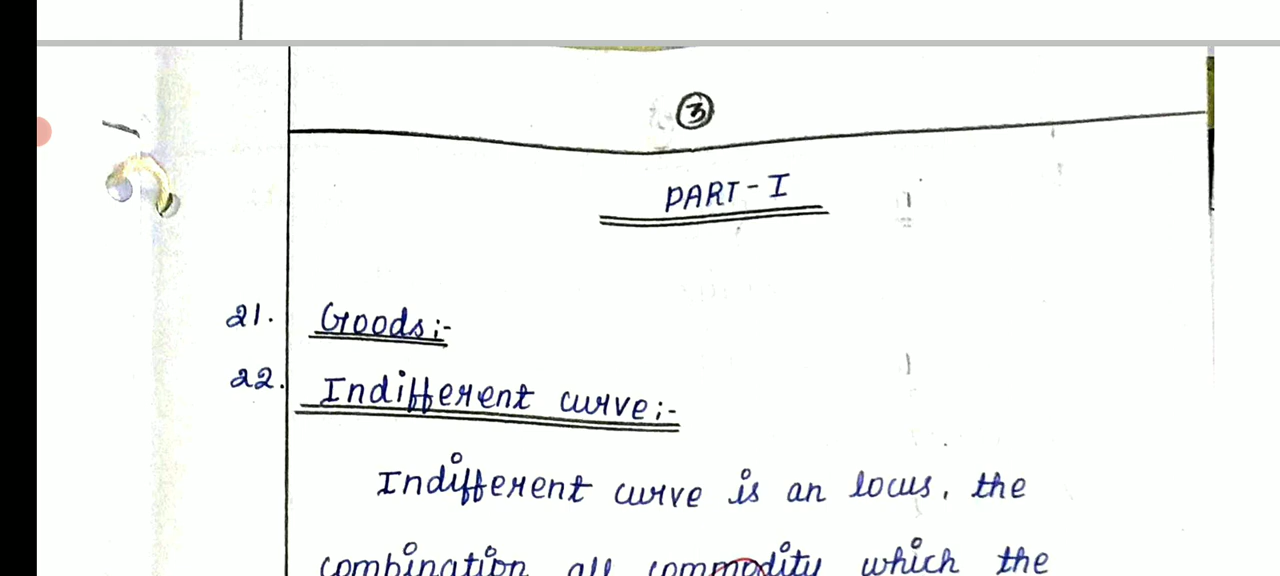 3
PART-I
21. Goods:-
22. Indifferent curve:-
Indifferent curve is an locus, the
combination all commodity which the